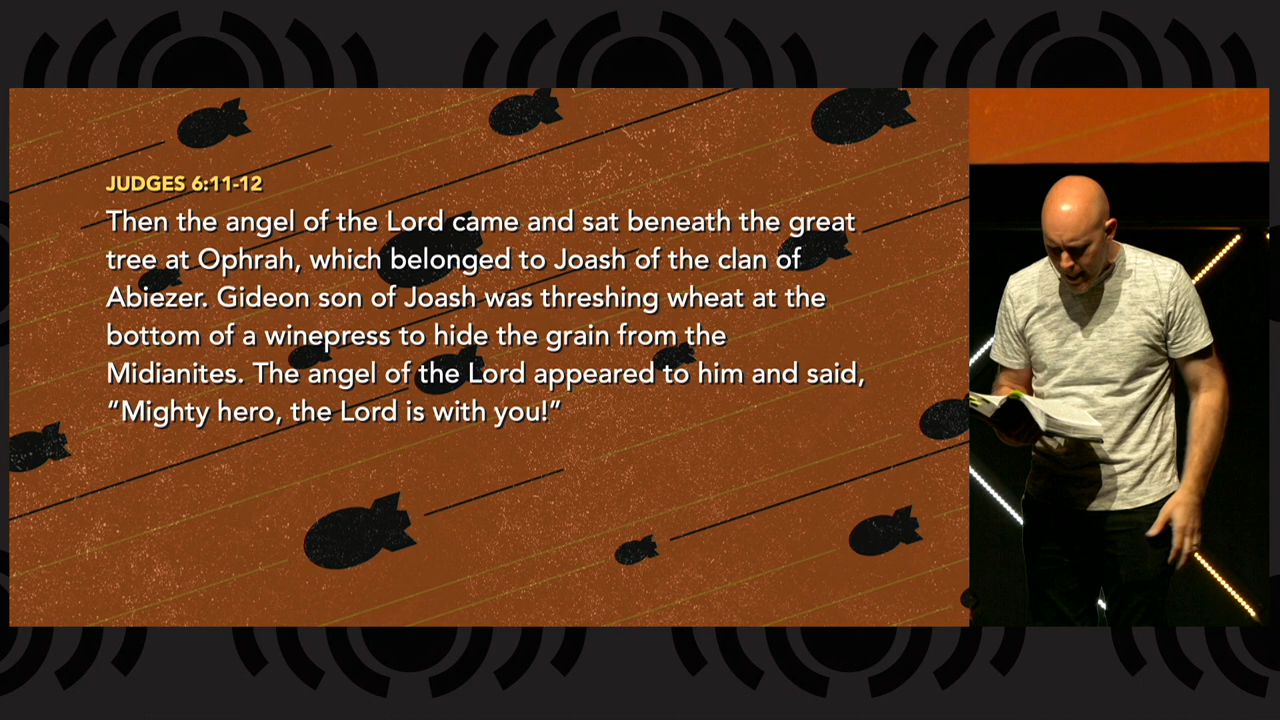 JUDGES 6:11-12
Then the angel of the Lord came and sat beneath the great
tree at Ophrah, which belonged to Joash of the clan of
Abiezer. Gideon son of Joash was threshing wheat at the
bottom of a winepress to hide the grain from the
Midianites. The angel of the Lord appeared to him and said,
“Mighty hero, the Lord is with you!”